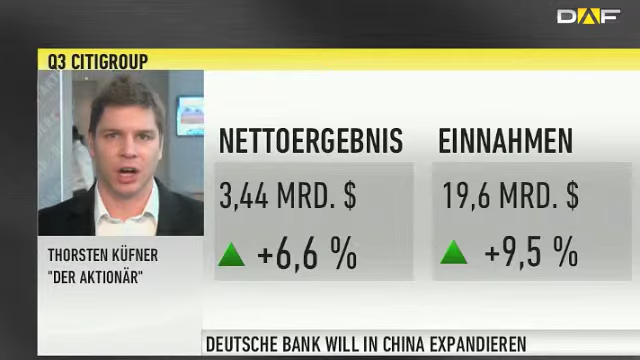 DAF
Q3 CITIGROUP
NETTOERGEBNIS
EINNAHMEN
3,44 MRD. $
19,6 MRD. $
+6,6 %
+9,5 %
THORSTEN KÜFNER
"DER AKTIONÄR"
DEUTSCHE BANK WILL IN CHINA EXPANDIEREN